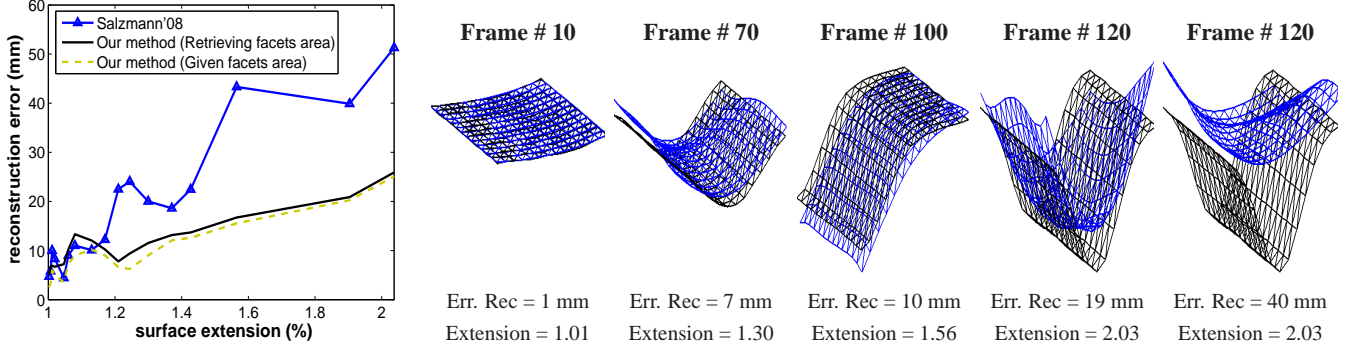 60
50
40
30
20
10
0
reconstruction error (mm)
Salzmann'08
Our method (Retrieving facets area)
Our method (Given facets area)
1 1.2 1.4 1.6 1.8 2
surface extension (%)
Frame # 10 Frame # 70 Frame # 100 Frame # 120 Frame # 120
Err. Rec = 1 mm Err. Rec = 7 mm Err. Rec = 10 mm Err. Rec = 19 mm Err. Rec = 40 mm
Extension = 1.01 Extension = 1.30 Extension = 1.56 Extension = 2.03 Extension = 2.03